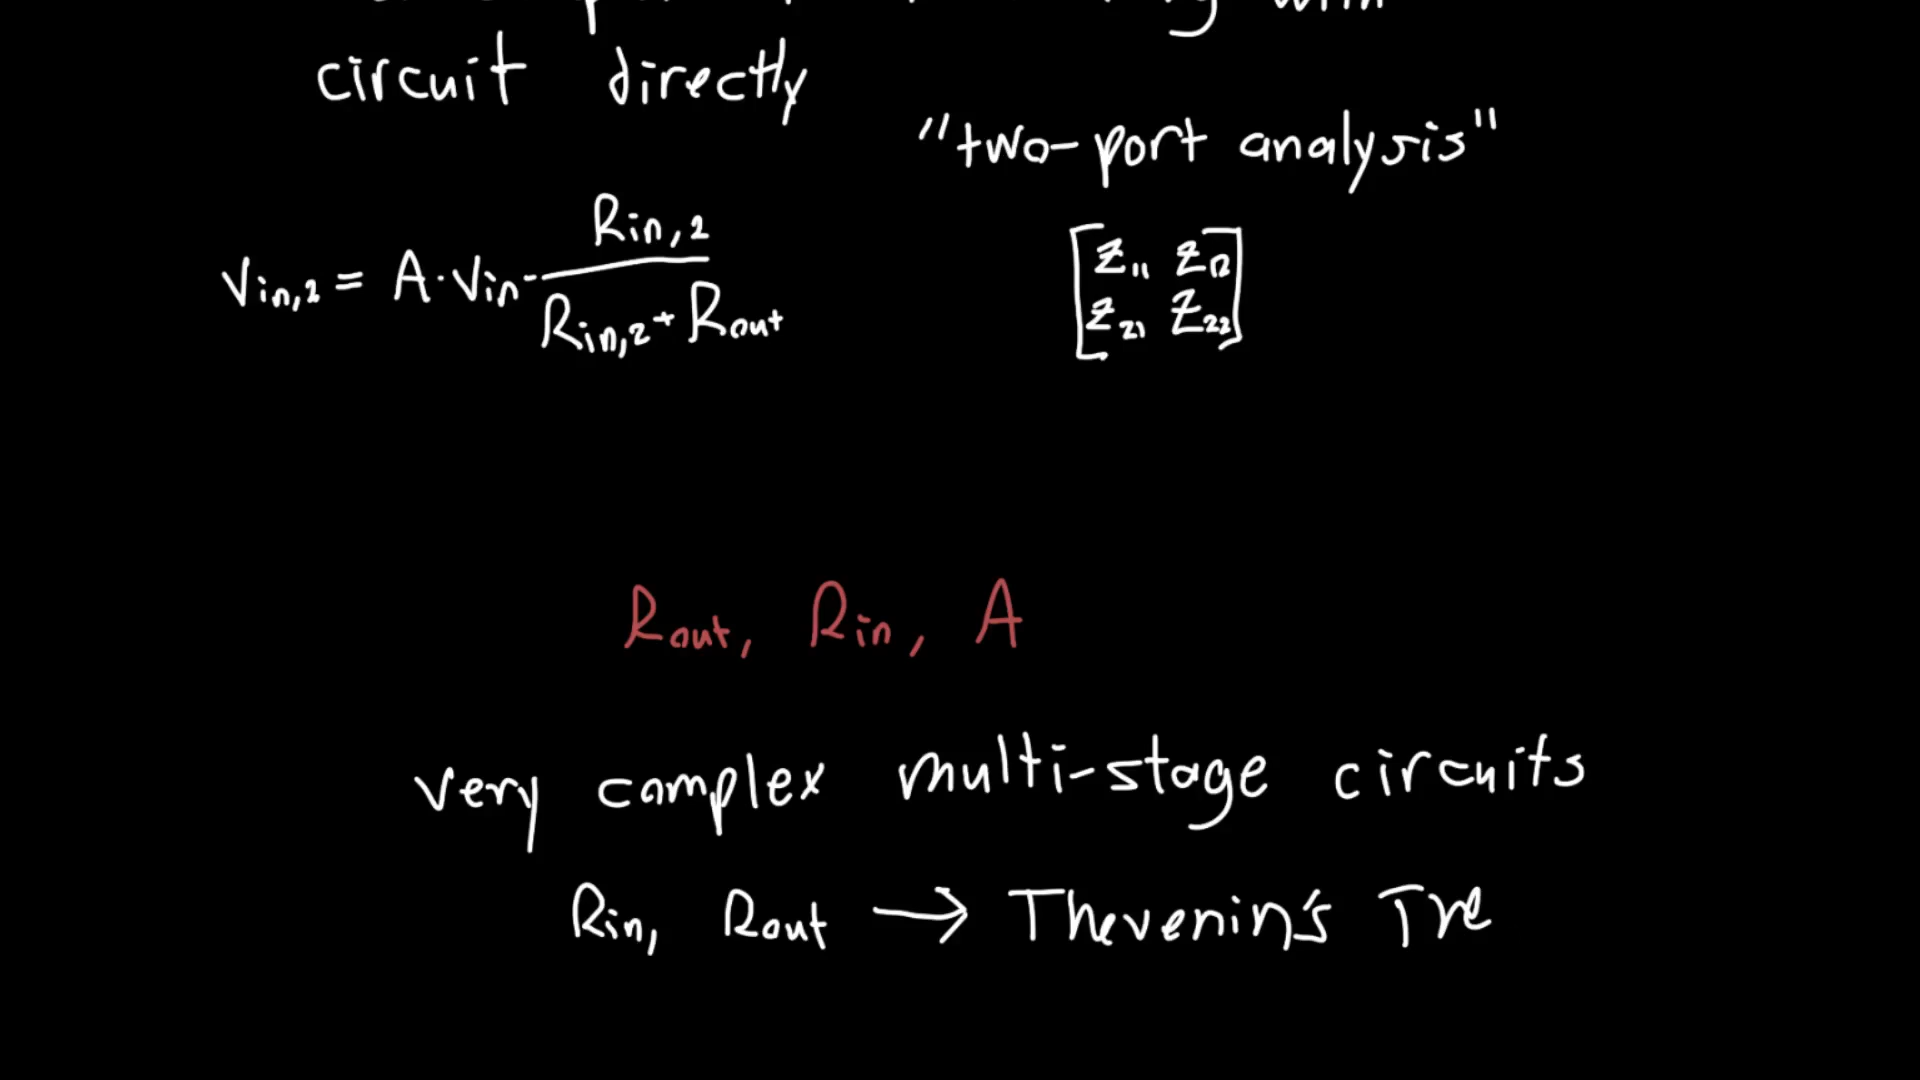 with
circuit directly
"two-port analysis"
Vin,2 = A·Vin · Rin,2 / Rin,2 + Rout
[Z11 Z12
Z21 Z22]
Rout, Rin, A
very complex multi-stage circuits
Rin, Rout → Thevenin's Tre